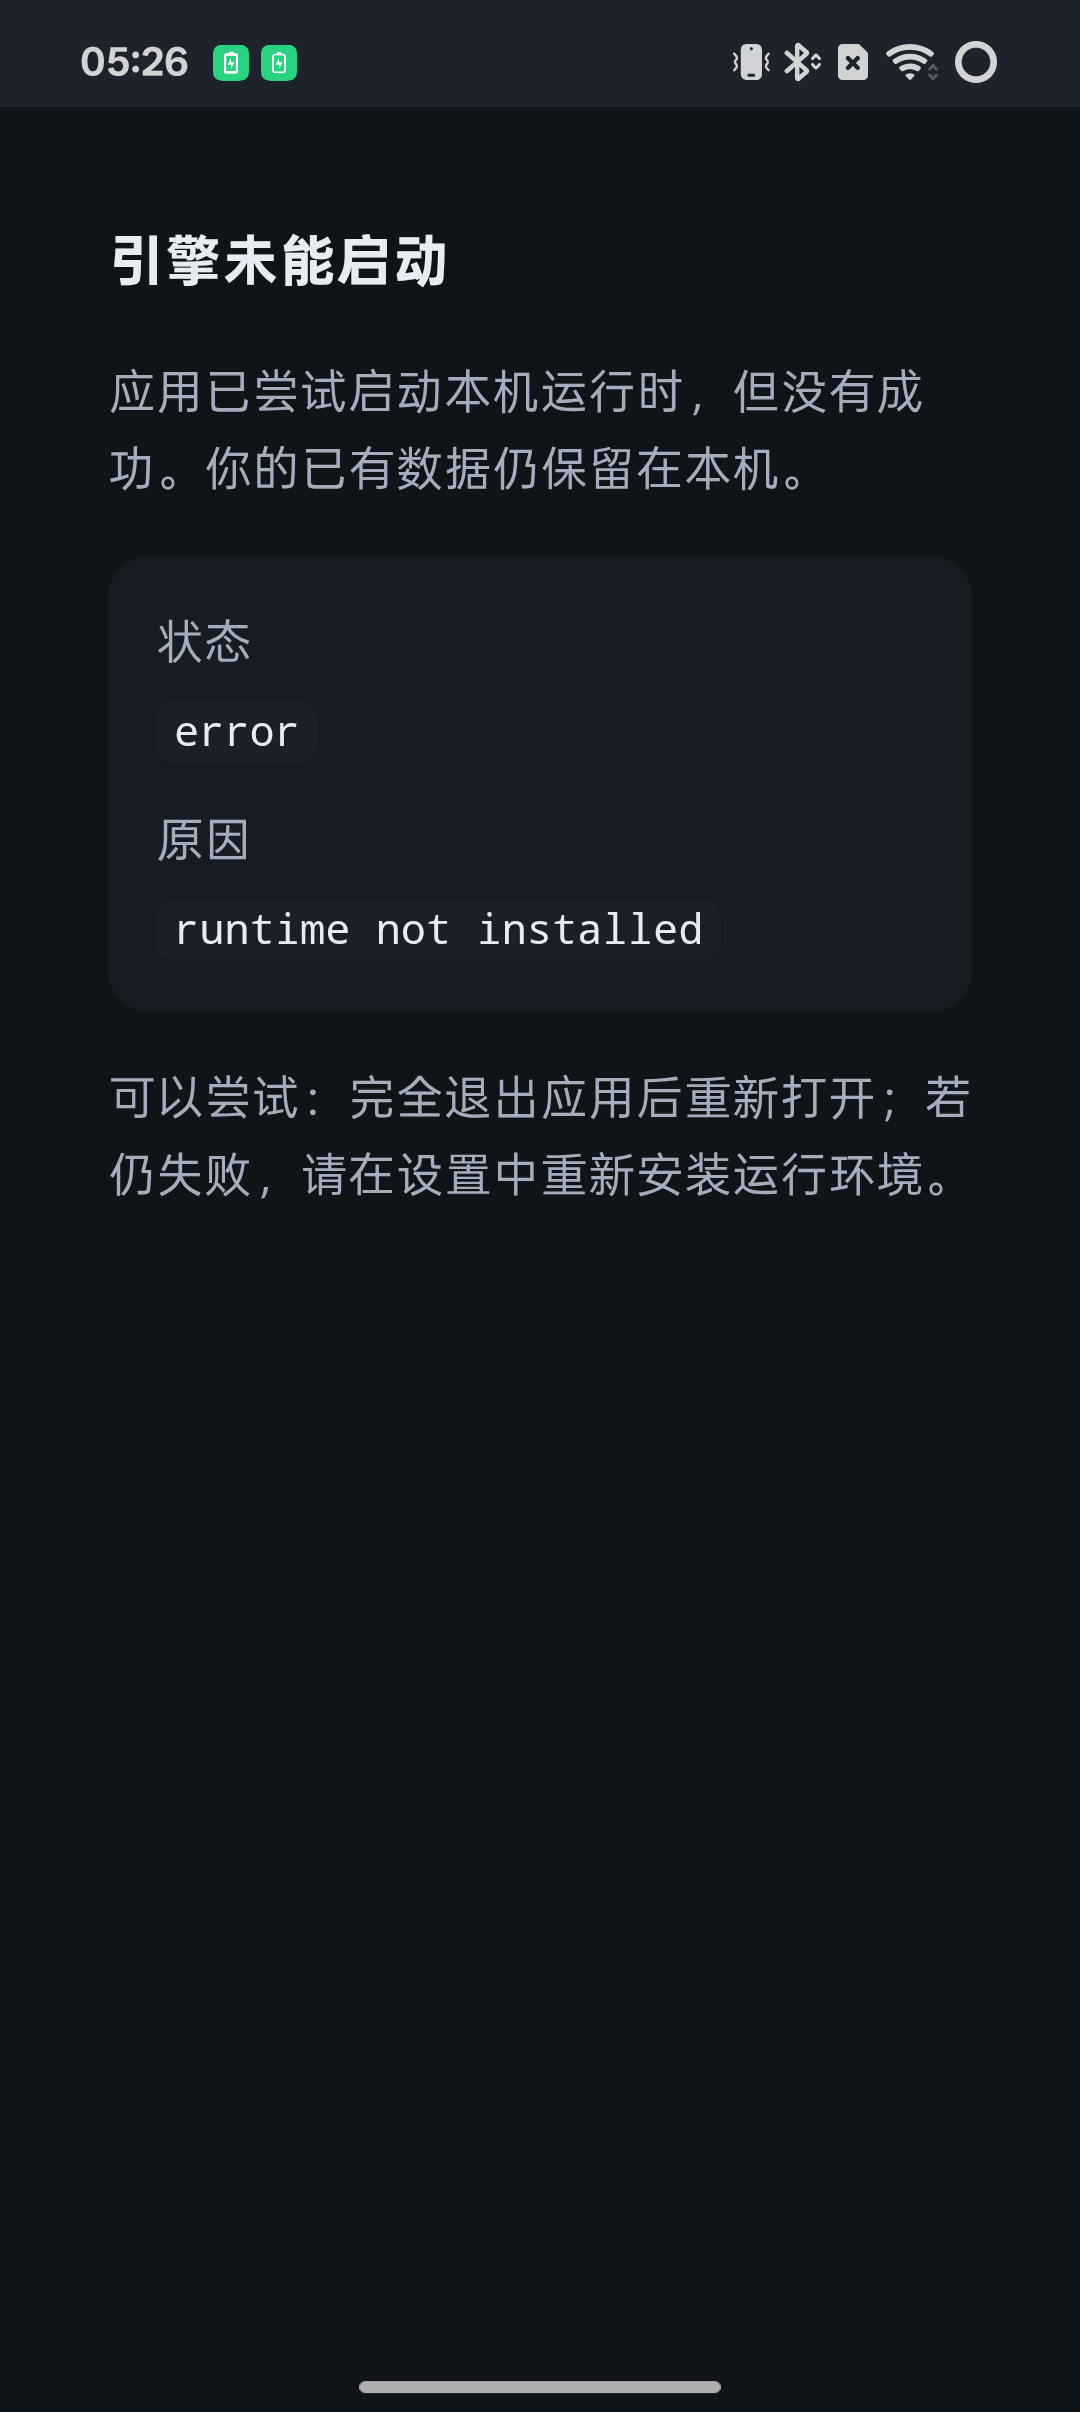 05:26
引擎未能启动
应用已尝试启动本机运行时，但没有成
功。你的已有数据仍保留在本机。
状态
error
原因
runtime not installed
可以尝试：完全退出应用后重新打开；若
仍失败，请在设置中重新安装运行环境。